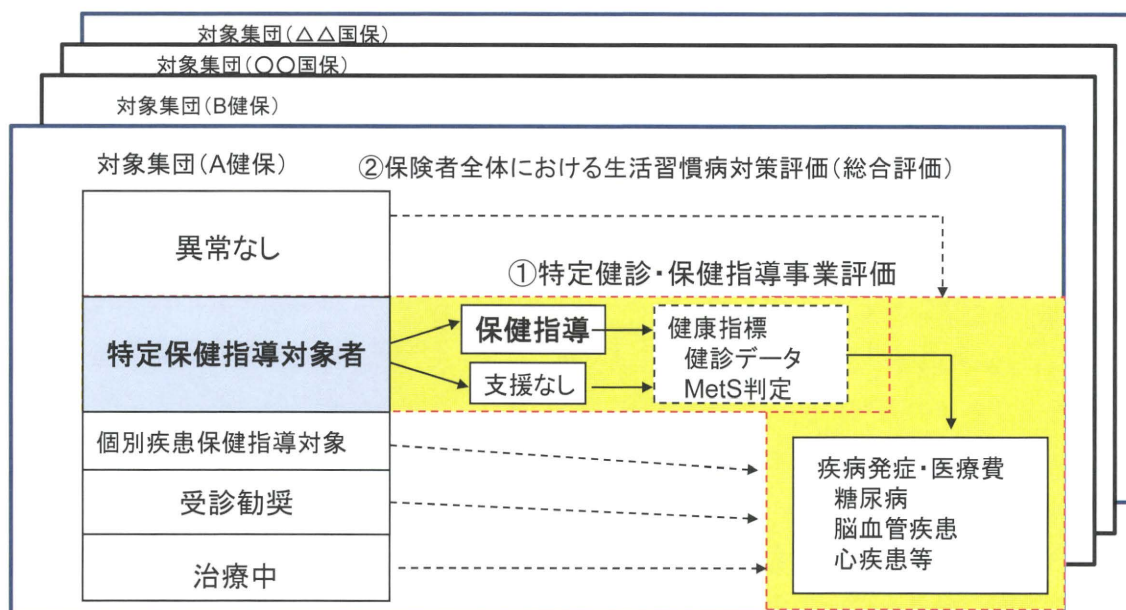 対象集団(△△国保)
対象集団(〇〇国保)
対象集団(B健保)
対象集団(A健保)
②保険者全体における生活習慣病対策評価(総合評価)
異常なし
①特定健診・保健指導事業評価
特定保健指導対象者
保健指導
支援なし
健康指標
健診データ
MetS判定
個別疾患保健指導対象
受診勧奨
治療中
疾病発症・医療費
糖尿病
脳血管疾患
心疾患等